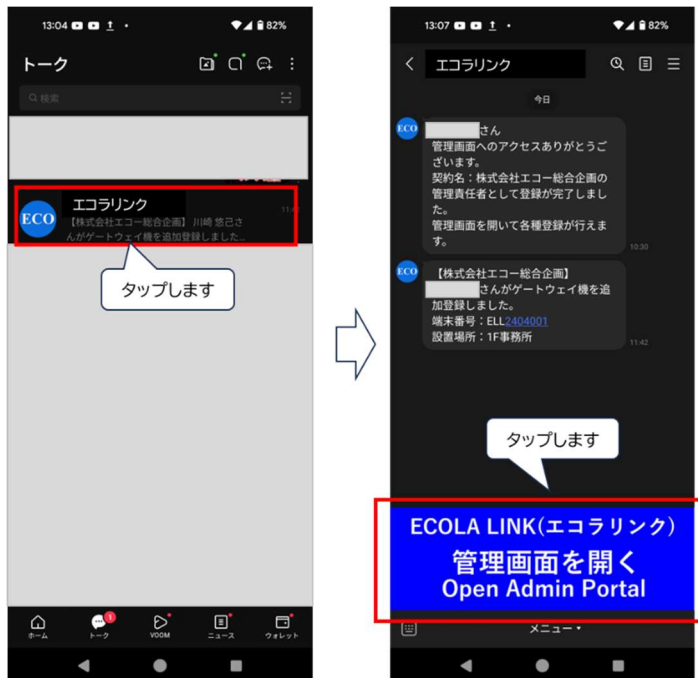 13:04
82%
トーク
検索
ECO
エコラリンク
【株式会社エコー総合企画】 川崎 悠己さ
んがゲートウェイ機を追加登録しました...
タップします
ホーム
1
トーク
VOOM
ニュース
ウォレット
13:07
82%
エコラリンク
今日
ECO
さん
管理画面へのアクセスありがとうご
ざいます。
契約名：株式会社エコー総合企画の
管理責任者として登録が完了しまし
た。
管理画面を開いて各種登録が行えま
す。
10:30
ECO
【株式会社エコー総合企画】
さんがゲートウェイ機を追
加登録しました。
端末番号：ELL2404001
設置場所：1F事務所
11:42
タップします
ECOLA LINK(エコラリンク)
管理画面を開く
Open Admin Portal
メニュー